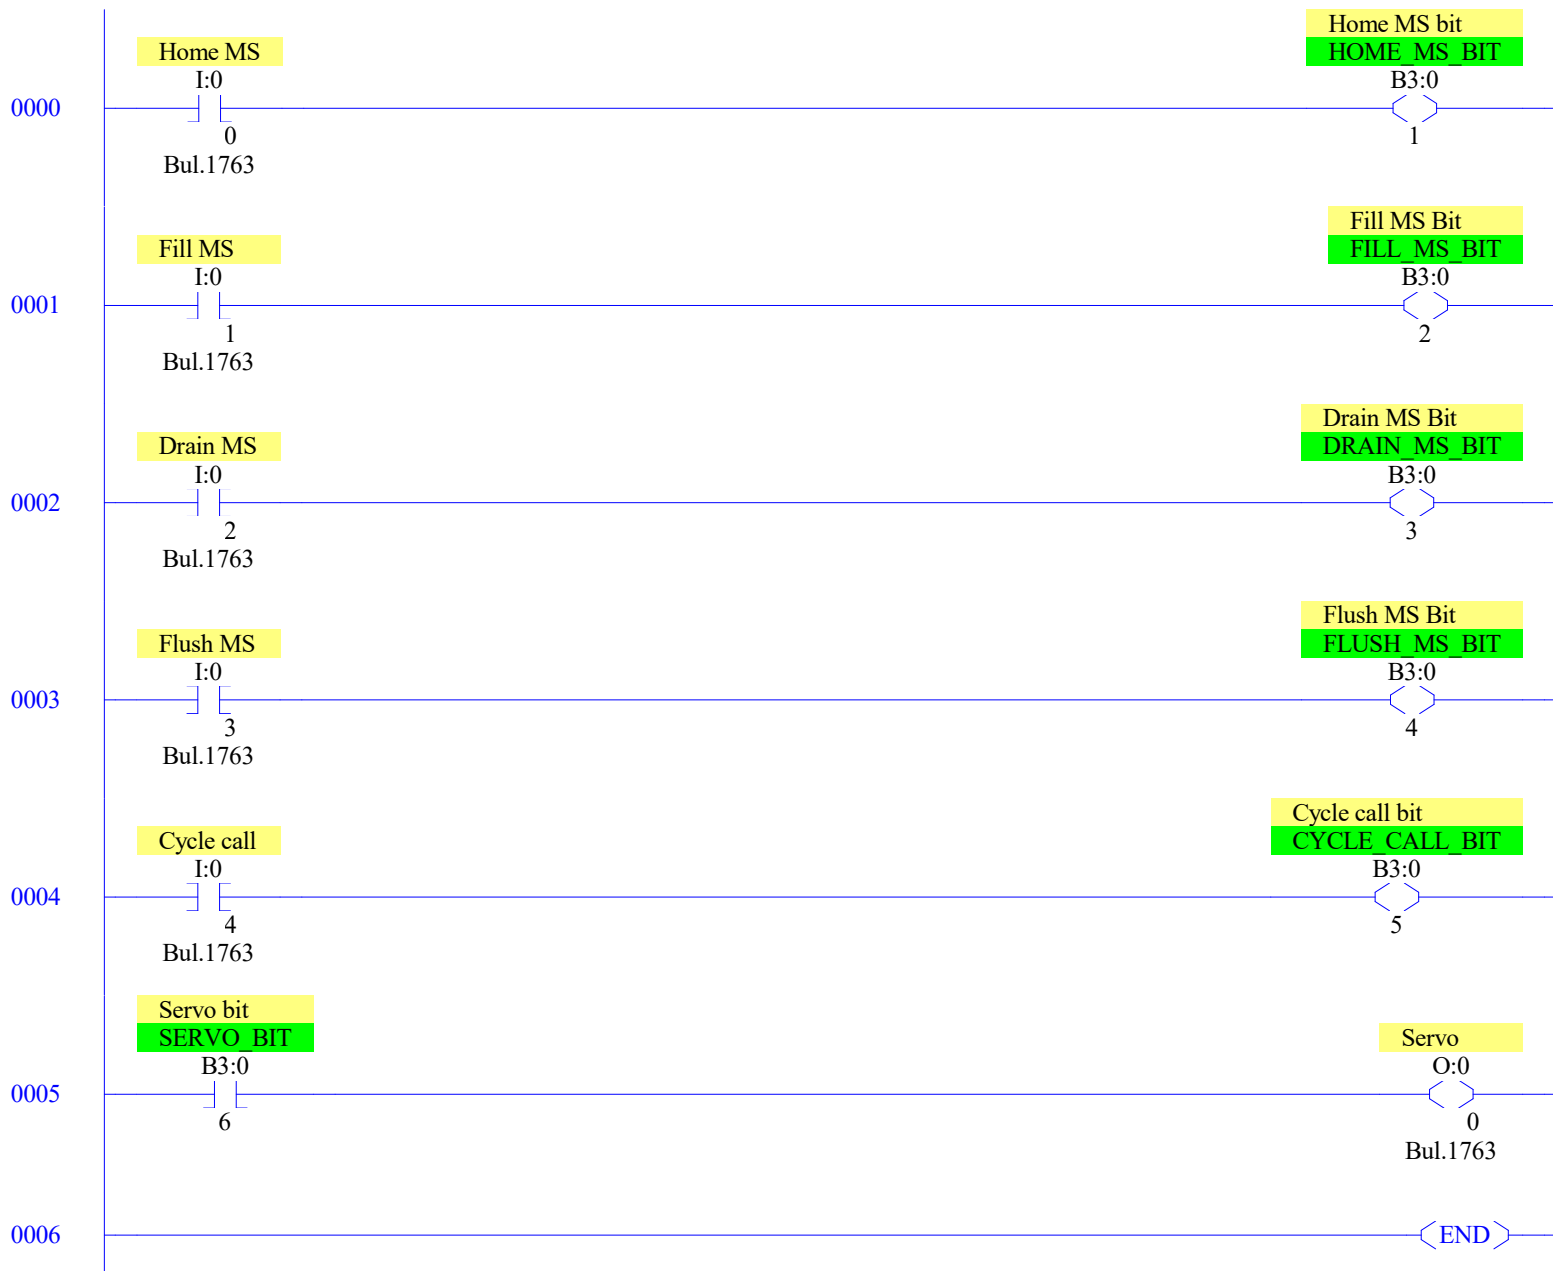 Home MS bit
Home MS HOME_MS_BIT
I:0 B3:0
0000
0 1
Bul.1763
Fill MS Bit
Fill MS FILL_MS_BIT
I:0 B3:0
0001
1 2
Bul.1763
Drain MS Bit
Drain MS DRAIN_MS_BIT
I:0 B3:0
0002
2 3
Bul.1763
Flush MS Bit
Flush MS FLUSH_MS_BIT
I:0 B3:0
0003
3 4
Bul.1763
Cycle call bit
Cycle call CYCLE_CALL_BIT
I:0 B3:0
0004
4 5
Bul.1763
Servo bit
SERVO_BIT Servo
B3:0 O:0
0005
6 0
Bul.1763
0006 END